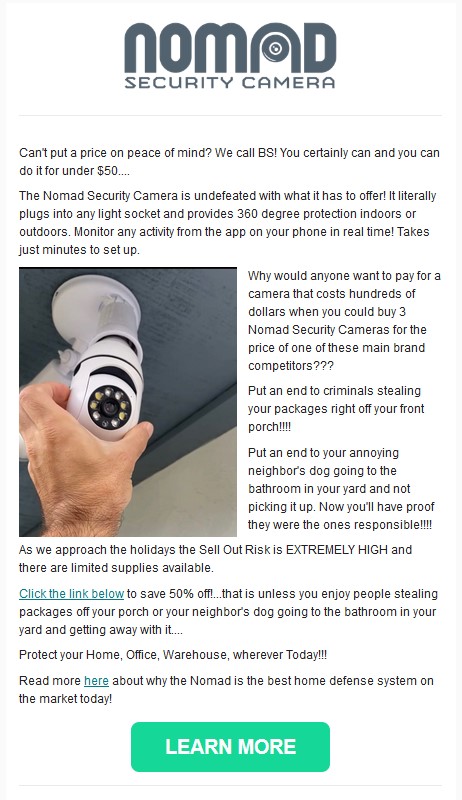 NOMAD
SECURITY CAMERA
Can't put a price on peace of mind? We call BS! You certainly can and you can
do it for under $50....
The Nomad Security Camera is undefeated with what it has to offer! It literally
plugs into any light socket and provides 360 degree protection indoors or
outdoors. Monitor any activity from the app on your phone in real time! Takes
just minutes to set up.
Why would anyone want to pay for a
camera that costs hundreds of
dollars when you could buy 3
Nomad Security Cameras for the
price of one of these main brand
competitors???
Put an end to criminals stealing
your packages right off your front
porch!!!!
Put an end to your annoying
neighbor's dog going to the
bathroom in your yard and not
picking it up. Now you'll have proof
they were the ones responsible!!!!
As we approach the holidays the Sell Out Risk is EXTREMELY HIGH and
there are limited supplies available.
Click the link below to save 50% off!...that is unless you enjoy people stealing
packages off your porch or your neighbor's dog going to the bathroom in your
yard and getting away with it....
Protect your Home, Office, Warehouse, wherever Today!!!
Read more here about why the Nomad is the best home defense system on
the market today!
LEARN MORE